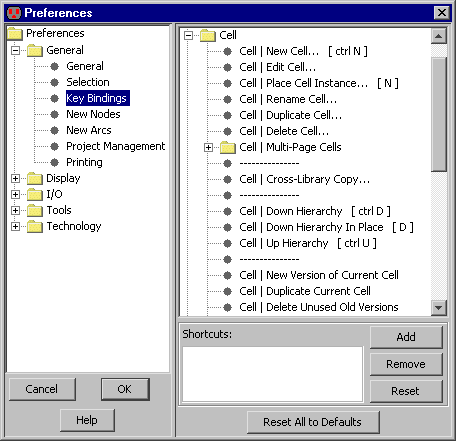 Preferences
Preferences
General
General
Selection
Key Bindings
New Nodes
New Arcs
Project Management
Printing
Display
I/O
Tools
Technology
Cancel
OK
Help
Cell
Cell | New Cell... [ ctrl N ]
Cell | Edit Cell...
Cell | Place Cell Instance... [ N ]
Cell | Rename Cell...
Cell | Duplicate Cell...
Cell | Delete Cell...
Cell | Multi-Page Cells
---------------
Cell | Cross-Library Copy...
---------------
Cell | Down Hierarchy [ ctrl D ]
Cell | Down Hierarchy In Place [ D ]
Cell | Up Hierarchy [ ctrl U ]
---------------
Cell | New Version of Current Cell
Cell | Duplicate Current Cell
Cell | Delete Unused Old Versions
Shortcuts:
Add
Remove
Reset
Reset All to Defaults